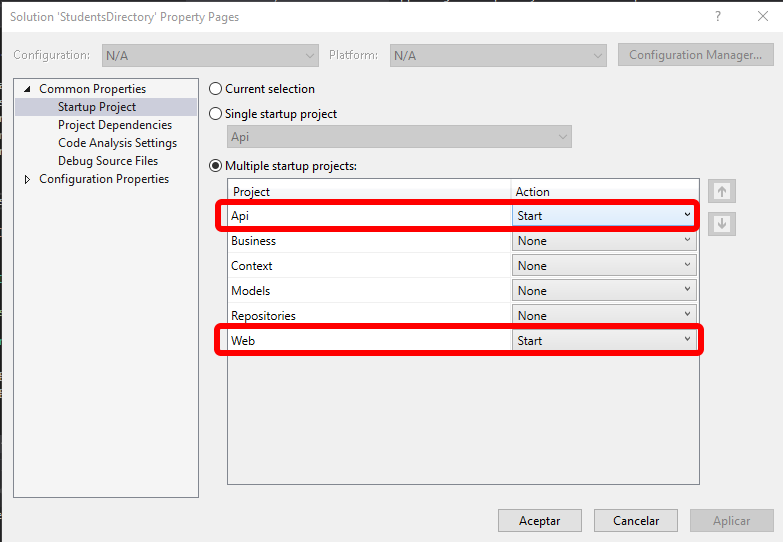 Solution 'StudentsDirectory' Property Pages
Configuration: N/A Platform: N/A Configuration Manager...
Common Properties
Startup Project
Project Dependencies
Code Analysis Settings
Debug Source Files
Configuration Properties
Current selection
Single startup project
Api
Multiple startup projects:
Project Action
Api Start
Business None
Context None
Models None
Repositories None
Web Start
Aceptar Cancelar Aplicar